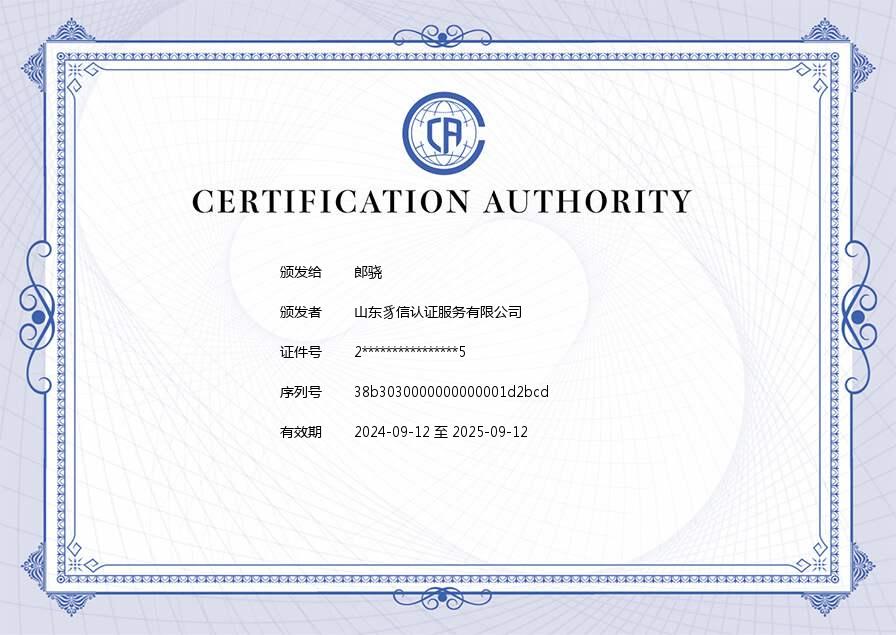 CA
CERTIFICATION AUTHORITY
颁发给 郎骁
颁发者 山东豸信认证服务有限公司
证件号 2****************5
序列号 38b3030000000000001d2bcd
有效期 2024-09-12 至 2025-09-12